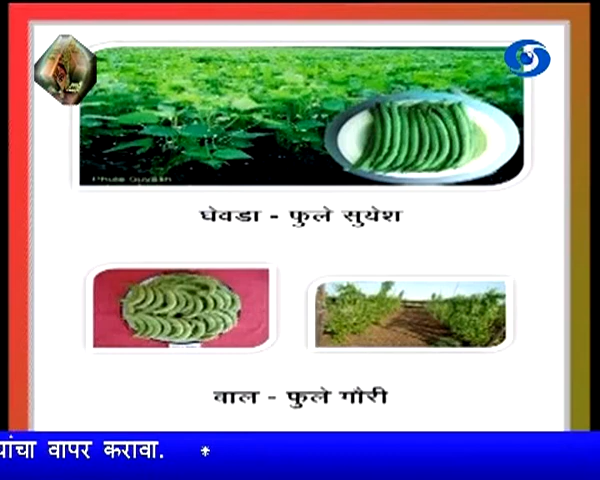 घेवडा - फुले सुयेश
वाल - फुले गौरी
यांचा वापर करावा. *